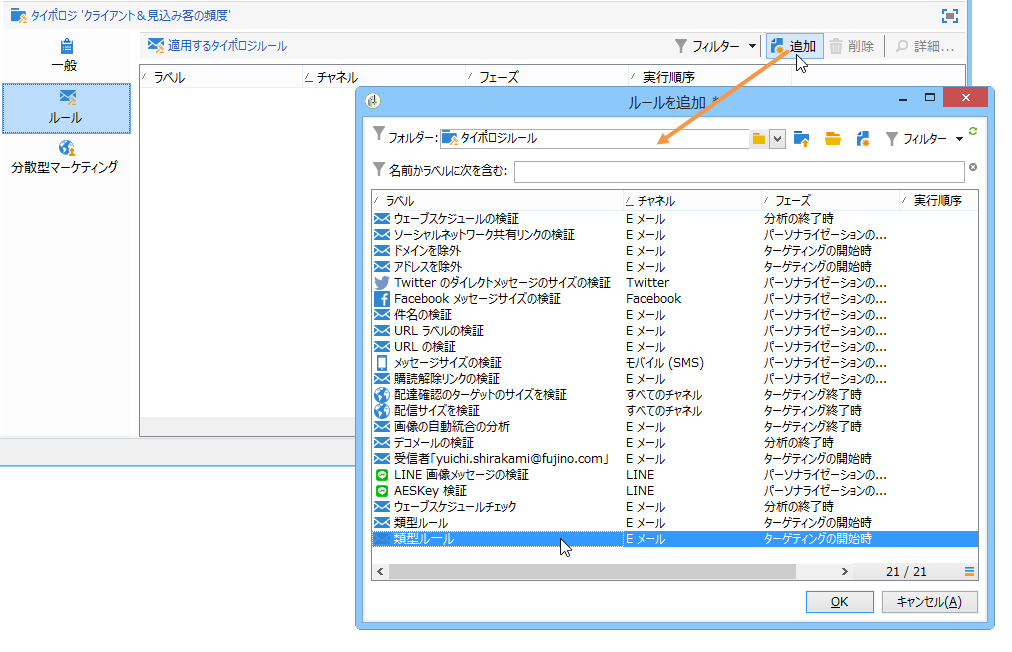 タイポロジ 'クライアント＆見込み客の頻度'
一般
ルール
分散型マーケティング
適用するタイポロジルール
フィルター 追加 削除 詳細...
ラベル チャネル フェーズ 実行順序
ルールを追加 *
フォルダー: タイポロジルール フィルター
名前かラベルに次を含む:
ラベル チャネル フェーズ 実行順序
ウェーブスケジュールの検証 E メール 分析の終了時
ソーシャルネットワーク共有リンクの検証 E メール パーソナライゼーションの...
ドメインを除外 E メール ターゲティングの開始時
アドレスを除外 E メール ターゲティングの開始時
Twitter のダイレクトメッセージのサイズの検証 Twitter パーソナライゼーションの...
Facebook メッセージサイズの検証 Facebook パーソナライゼーションの...
件名の検証 E メール パーソナライゼーションの...
URL ラベルの検証 E メール パーソナライゼーションの...
URL の検証 E メール パーソナライゼーションの...
メッセージサイズの検証 モバイル (SMS) パーソナライゼーションの...
購読解除リンクの検証 E メール パーソナライゼーションの...
配達確認のターゲットのサイズを検証 すべてのチャネル ターゲティング終了時
配信サイズを検証 すべてのチャネル ターゲティング終了時
画像の自動統合の分析 E メール ターゲティング終了時
デコメールの検証 E メール 分析の終了時
受信者「yuichi.shirakami@fujino.com」 E メール ターゲティングの開始時
LINE 画像メッセージの検証 LINE パーソナライゼーションの...
AESKey 検証 LINE パーソナライゼーションの...
ウェーブスケジュールチェック E メール 分析の終了時
類型ルール E メール ターゲティングの開始時
類型ルール E メール ターゲティングの開始時
21 / 21
OK キャンセル(A)